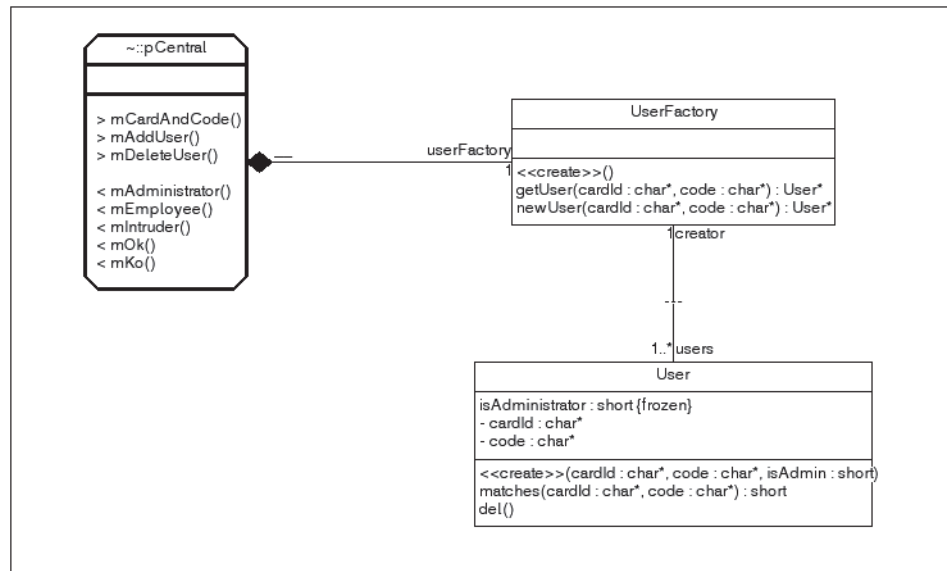 ~::pCentral
> mCardAndCode()
> mAddUser()
> mDeleteUser()
< mAdministrator()
< mEmployee()
< mIntruder()
< mOk()
< mKo()
userFactory
1
UserFactory
<<create>>()
getUser(cardId : char*, code : char*) : User*
newUser(cardId : char*, code : char*) : User*
1 creator
1..* users
User
isAdministrator : short {frozen}
- cardId : char*
- code : char*
<<create>>(cardId : char*, code : char*, isAdmin : short)
matches(cardId : char*, code : char*) : short
del()